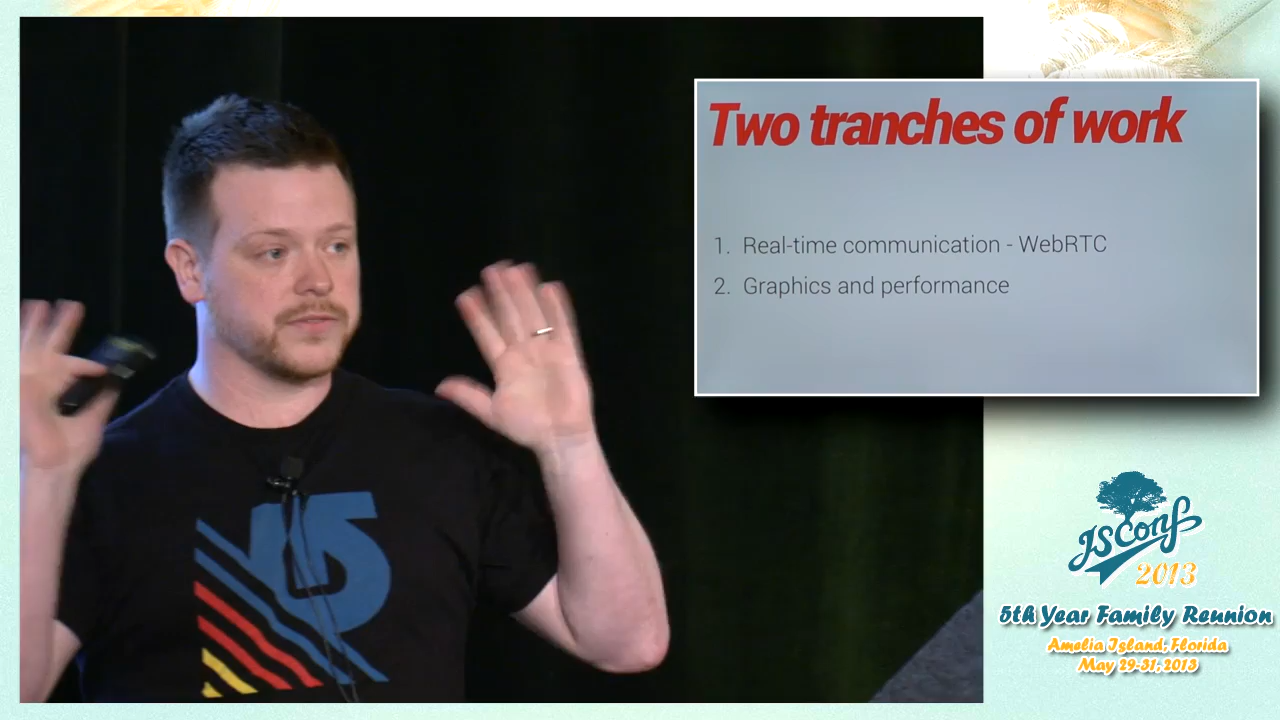 Two tranches of work
1. Real-time communication - WebRTC
2. Graphics and performance
15
JSConf
2013
5th Year Family Reunion
Amelia Island, Florida
May 29-31, 2013